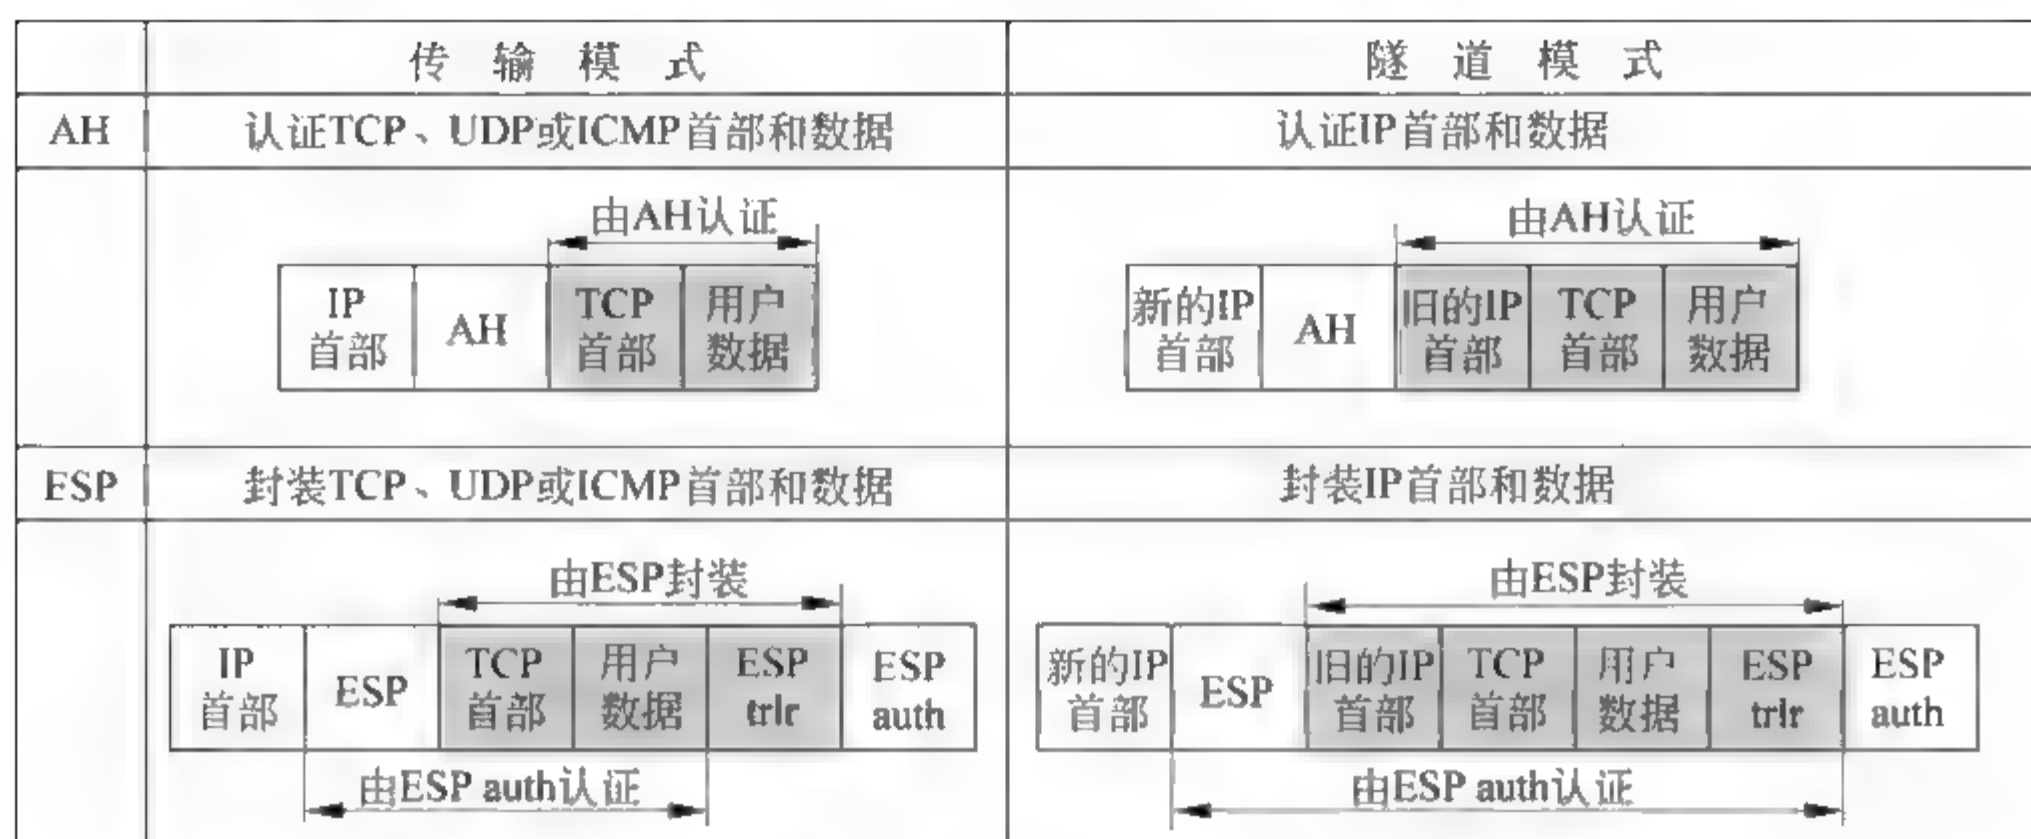 传输模式
隧道模式
AH
认证TCP、UDP或ICMP首部和数据
认证IP首部和数据
由AH认证
由AH认证
IP
首部
AH
TCP
首部
用户
数据
新的IP
首部
AH
旧的IP
首部
TCP
首部
用户
数据
ESP
封装TCP、UDP或ICMP首部和数据
封装IP首部和数据
由ESP封装
由ESP封装
IP
首部
ESP
TCP
首部
用户
数据
ESP
trlr
ESP
auth
新的IP
首部
ESP
旧的IP
首部
TCP
首部
用户
数据
ESP
trlr
ESP
auth
由ESP auth认证
由ESP auth认证